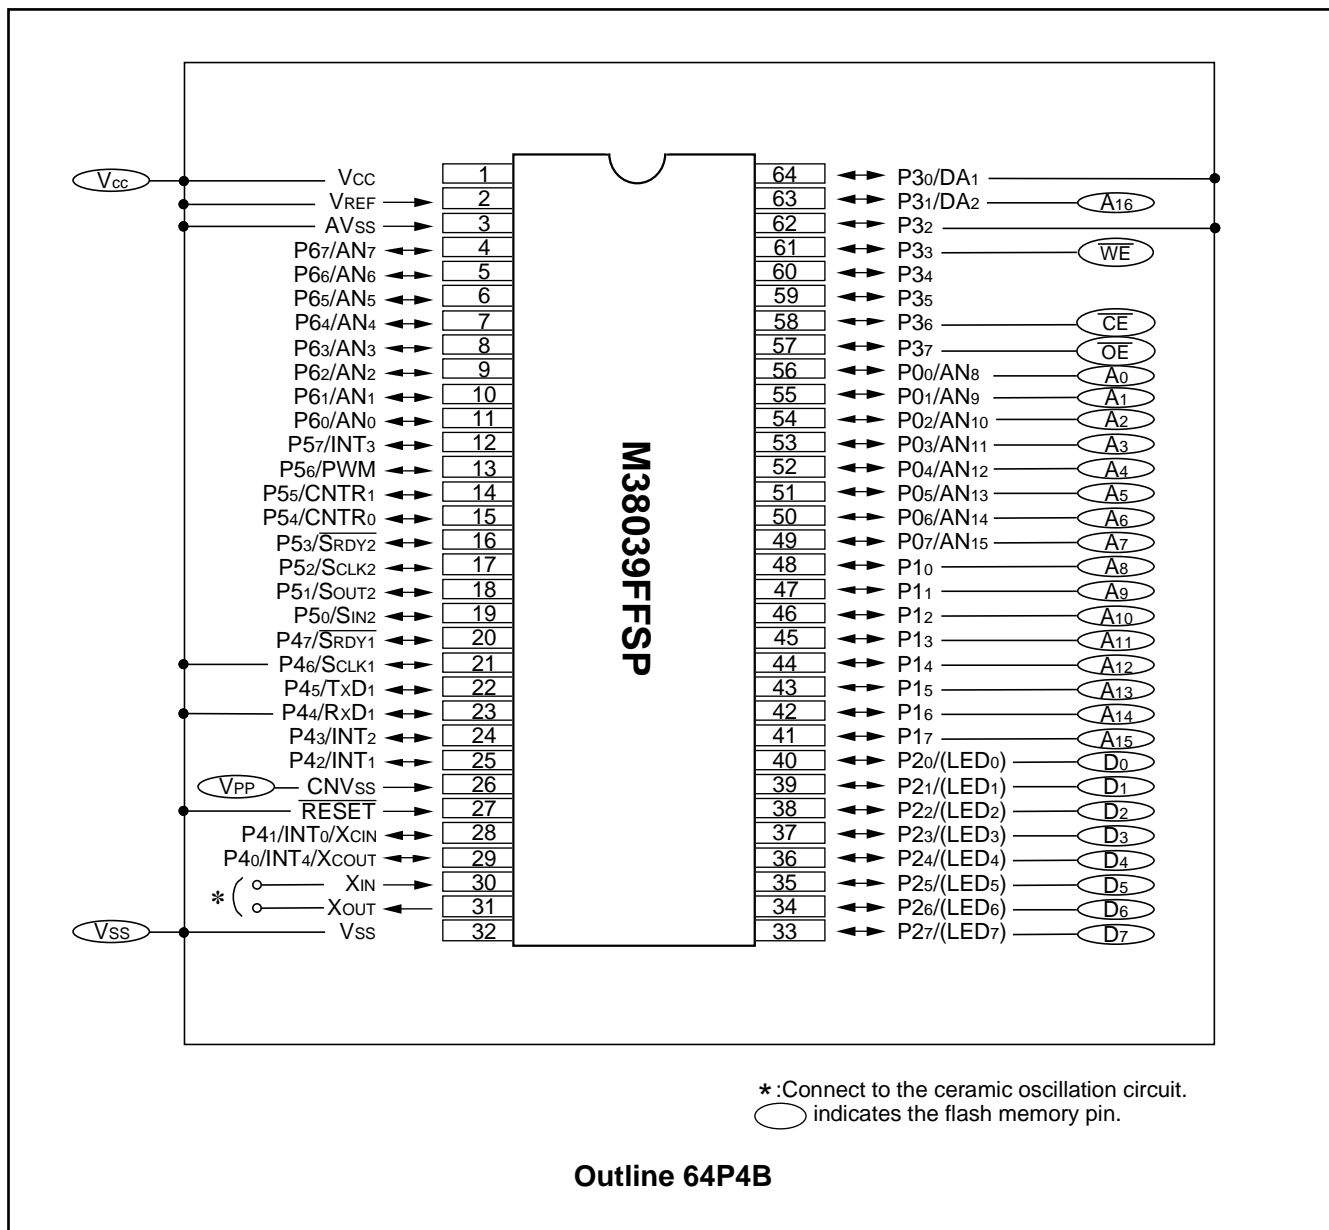 Vcc VCC 1 64 P30/DA1
VREF 2 63 P31/DA2 A16
AVSS 3 62 P32
P67/AN7 4 61 P33 WE
P66/AN6 5 60 P34
P65/AN5 6 59 P35
P64/AN4 7 58 P36 CE
P63/AN3 8 57 P37 OE
P62/AN2 9 56 P00/AN8 A0
P61/AN1 10 55 P01/AN9 A1
P60/AN0 11 54 P02/AN10 A2
P57/INT3 12 53 P03/AN11 A3
P56/PWM 13 52 P04/AN12 A4
P55/CNTR1 14 51 P05/AN13 A5
P54/CNTR0 15 50 P06/AN14 A6
P53/SRDY2 16 49 P07/AN15 A7
P52/SCLK2 17 48 P10 A8
P51/SOUT2 18 47 P11 A9
P50/SIN2 19 46 P12 A10
P47/SRDY1 20 45 P13 A11
P46/SCLK1 21 44 P14 A12
P45/TXD1 22 43 P15 A13
P44/RXD1 23 42 P16 A14
P43/INT2 24 41 P17 A15
P42/INT1 25 40 P20/(LED0) D0
VPP CNVSS 26 39 P21/(LED1) D1
RESET 27 38 P22/(LED2) D2
P41/INT0/XCIN 28 37 P23/(LED3) D3
P40/INT4/XCOUT 29 36 P24/(LED4) D4
* XIN 30 35 P25/(LED5) D5
XOUT 31 34 P26/(LED6) D6
VSS VSS 32 33 P27/(LED7) D7
M38039FFSP
* :Connect to the ceramic oscillation circuit.
indicates the flash memory pin.
Outline 64P4B